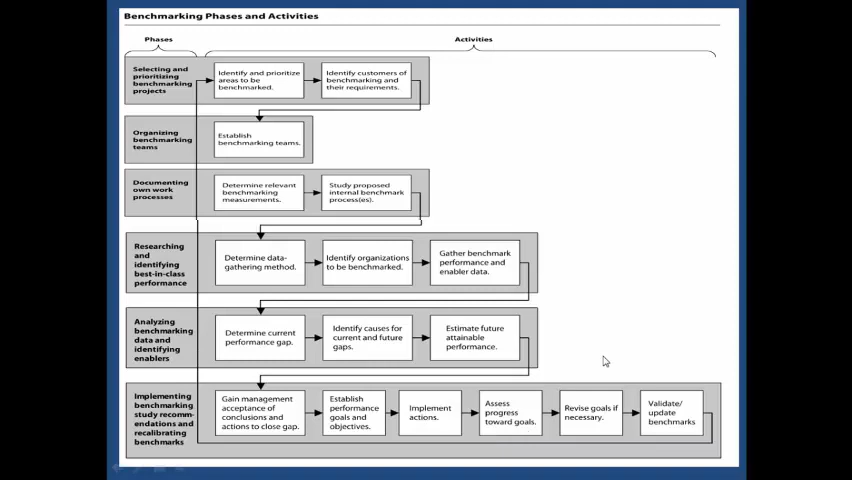 Benchmarking Phases and Activities
Phases
Activities
Selecting and
prioritizing
benchmarking
projects
Identify and prioritize
areas to be
benchmarked.
Identify customers of
benchmarking and
their requirements.
Organizing
benchmarking
teams
Establish
benchmarking teams.
Documenting
own work
processes
Determine relevant
benchmarking
measurements.
Study proposed
internal benchmark
process(es).
Researching
and
identifying
best-in-class
performance
Determine data-
gathering method.
Identify organizations
to be benchmarked.
Gather benchmark
performance and
enabler data.
Analyzing
benchmarking
data and
identifying
enablers
Determine current
performance gap.
Identify causes for
current and future
gaps.
Estimate future
attainable
performance.
Implementing
benchmarking
study recomm-
endations and
recalibrating
benchmarks
Gain management
acceptance of
conclusions and
actions to close gap.
Establish
performance
goals and
objectives.
Implement
actions.
Assess
progress
toward goals.
Revise goals if
necessary.
Validate/
update
benchmarks